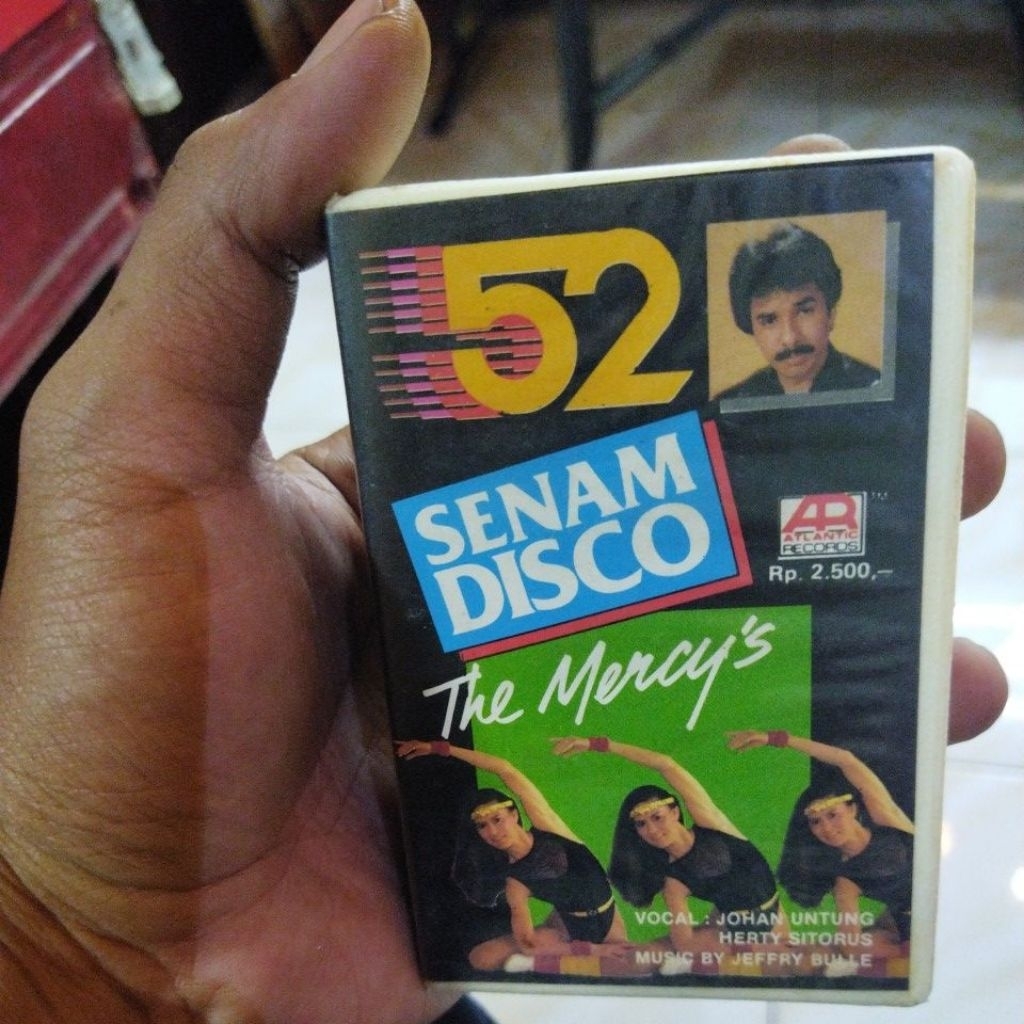 52
SENAM
DISCO
AR
ATLANTIC
RECORDS
TM
Rp. 2.500,—
The Mercy's
VOCAL : JOHAN UNTUNG
HERTY SITORUS
MUSIC BY JEFFRY BULLE